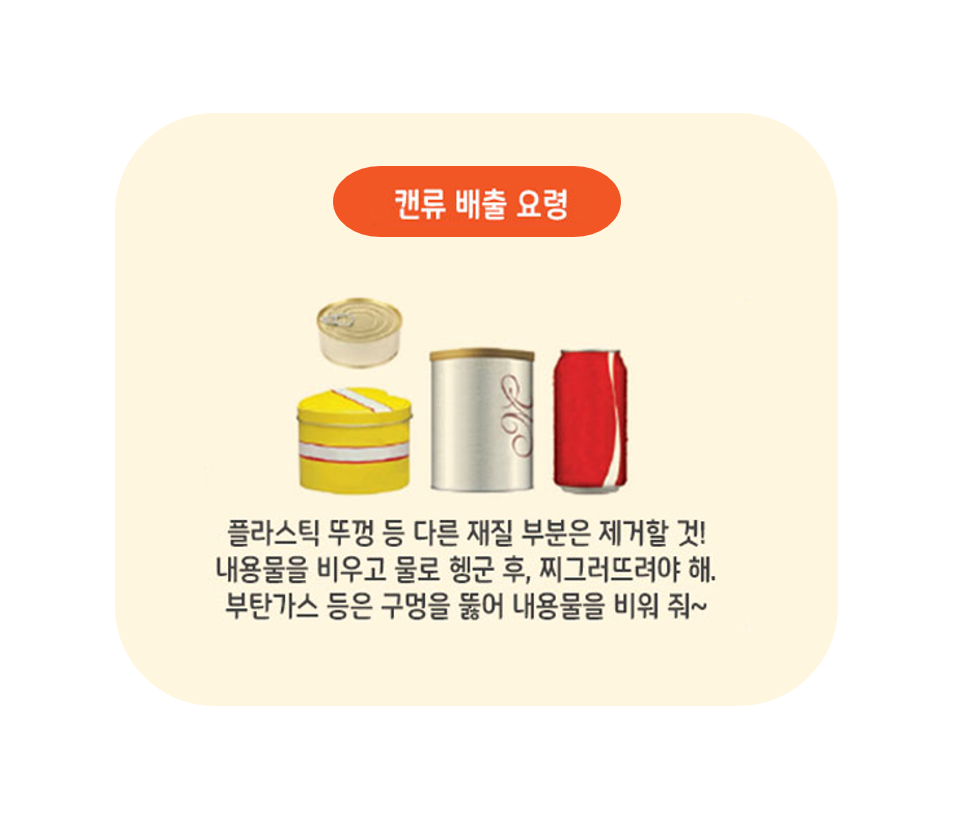 캔류 배출 요령
플라스틱 뚜껑 등 다른 재질 부분은 제거할 것!
내용물을 비우고 물로 헹군 후, 찌그러뜨려야 해.
부탄가스 등은 구멍을 뚫어 내용물을 비워 줘~